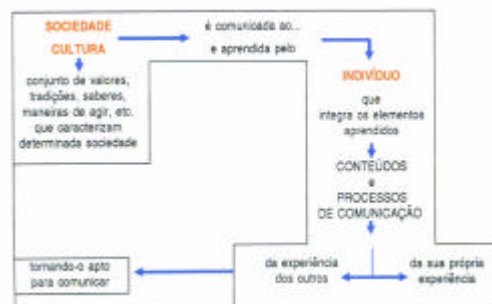 SOCIEDADE
CULTURA
conjunto de valores,
tradições, saberes,
maneiras de agir, etc.
que caracterizam
determinada sociedade
é comunicada ao...
e aprendida pelo
INDIVÍDUO
que
integra os elementos
aprendidos
CONTEÚDOS
e
PROCESSOS
DE COMUNICAÇÃO
da experiência
dos outros
da sua própria
experiência
tornando-o apto
para comunicar